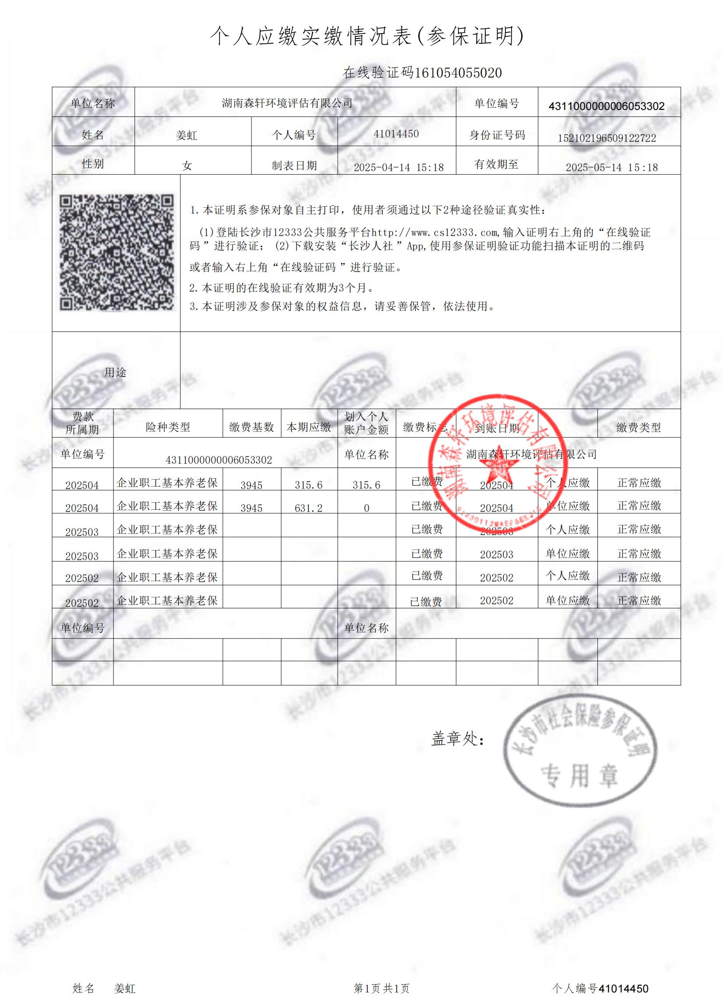 个人应缴实缴情况表(参保证明)
在线验证码161054055020
单位名称 湖南森轩环境评估有限公司 单位编号 4311000000006053302
姓名 姜虹 个人编号 41014450 身份证号码 152102196509122722
性别 女 制表日期 2025-04-14 15:18 有效期至 2025-05-14 15:18
1.本证明系参保对象自主打印，使用者须通过以下2种途径验证真实性：
(1)登陆长沙市12333公共服务平台http://www.cs12333.com,输入证明右上角的“在线验证
码 ”进行验证； (2)下载安装“长沙人社 ”App,使用参保证明验证功能扫描本证明的二维码
或者输入右上角“在线验证码 ”进行验证。
2.本证明的在线验证有效期为3个月。
3.本证明涉及参保对象的权益信息，请妥善保管，依法使用。
用途
费款所属期 险种类型 缴费基数 本期应缴 划入个人账户金额 缴费标志 到账日期 缴费类型
单位编号 4311000000006053302 单位名称 湖南森轩环境评估有限公司
202504 企业职工基本养老保 3945 315.6 315.6 已缴费 202504 个人应缴 正常应缴
202504 企业职工基本养老保 3945 631.2 0 已缴费 202504 单位应缴 正常应缴
202503 企业职工基本养老保 已缴费 202503 个人应缴 正常应缴
202503 企业职工基本养老保 已缴费 202503 单位应缴 正常应缴
202502 企业职工基本养老保 已缴费 202502 个人应缴 正常应缴
202502 企业职工基本养老保 已缴费 202502 单位应缴 正常应缴
单位编号 单位名称
湖南森轩环境评估有限公司
盖章处：
长沙市社会保险参保证明
专用章
12333
长沙市12333公共服务平台
姓名 姜虹 第1页共1页 个人编号41014450